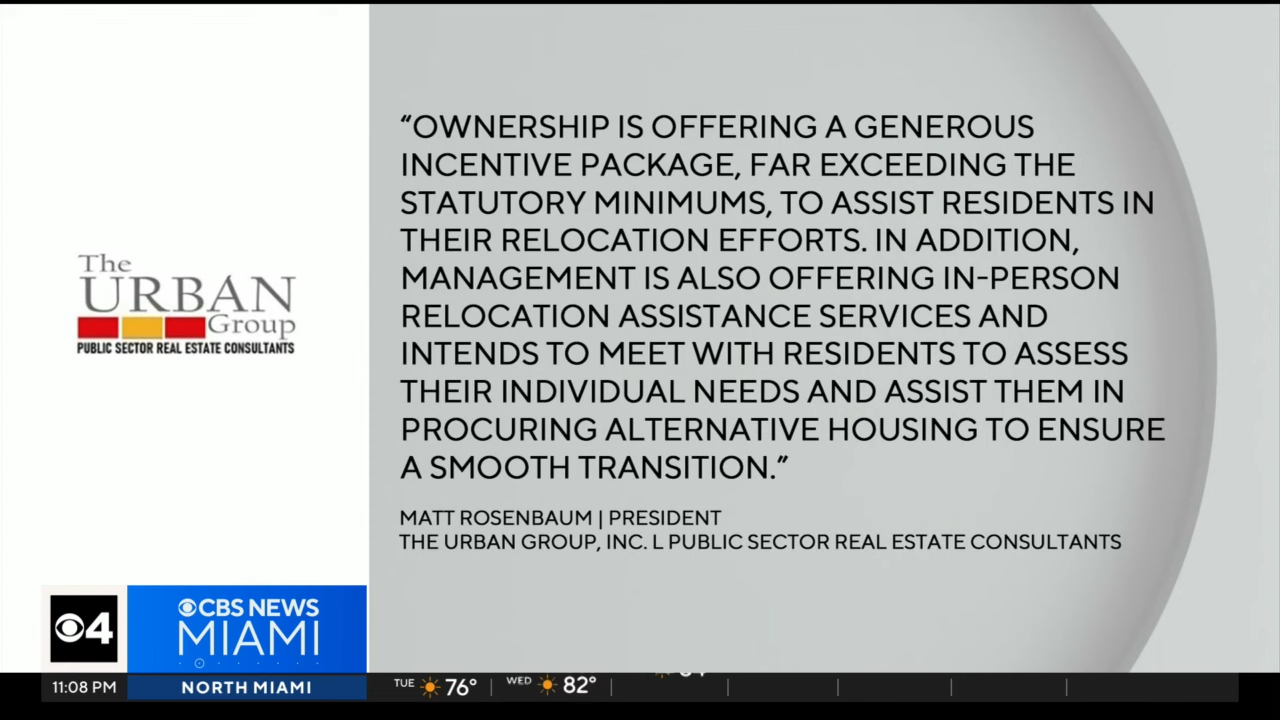 “OWNERSHIP IS OFFERING A GENEROUS
INCENTIVE PACKAGE, FAR EXCEEDING THE
STATUTORY MINIMUMS, TO ASSIST RESIDENTS IN
THEIR RELOCATION EFFORTS. IN ADDITION,
MANAGEMENT IS ALSO OFFERING IN-PERSON
RELOCATION ASSISTANCE SERVICES AND
INTENDS TO MEET WITH RESIDENTS TO ASSESS
THEIR INDIVIDUAL NEEDS AND ASSIST THEM IN
PROCURING ALTERNATIVE HOUSING TO ENSURE
A SMOOTH TRANSITION.”
MATT ROSENBAUM | PRESIDENT
THE URBAN GROUP, INC. L PUBLIC SECTOR REAL ESTATE CONSULTANTS
The
URBAN
Group
PUBLIC SECTOR REAL ESTATE CONSULTANTS
4
CBS NEWS
MIAMI
11:08 PM
NORTH MIAMI
TUE 76°
WED 82°